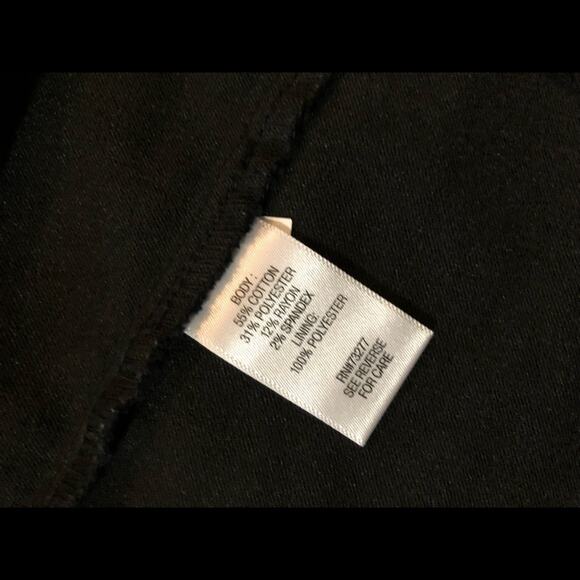 BODY :
55% COTTON
31% POLYESTER
12% RAYON
2% SPANDEX
LINING:
100% POLYESTER
RN#73277
SEE REVERSE
FOR CARE